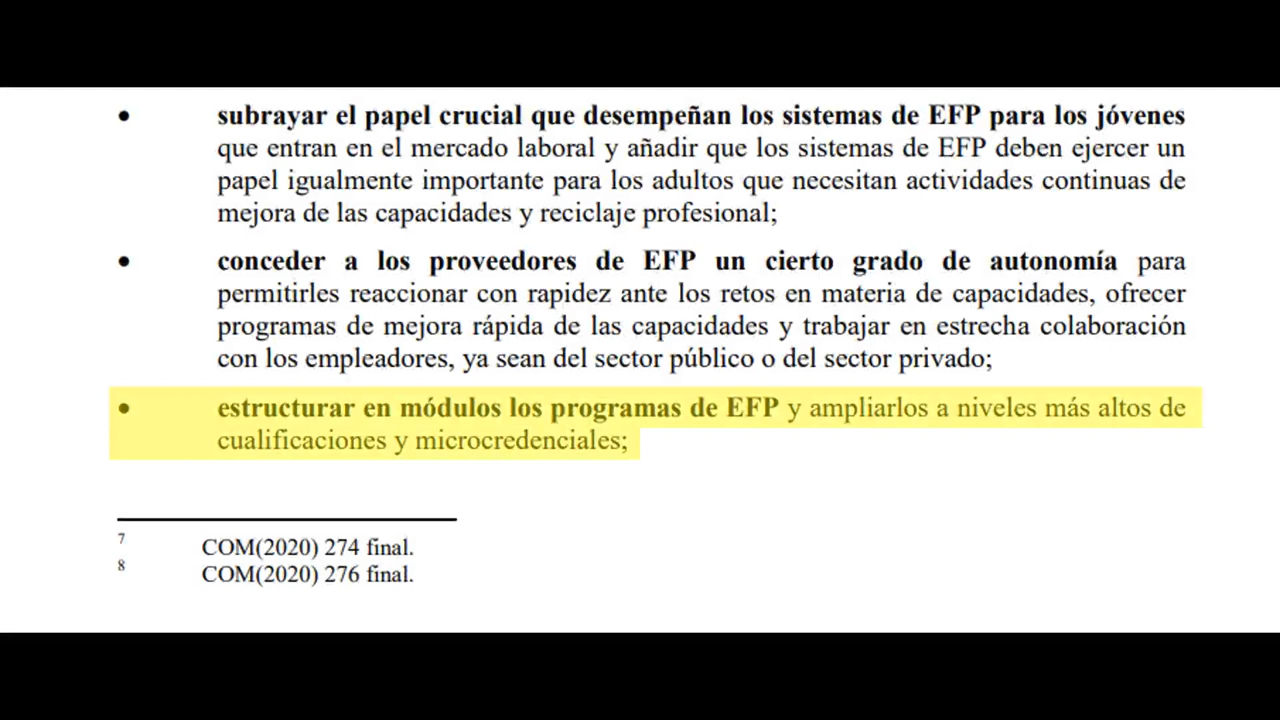 • subrayar el papel crucial que desempeñan los sistemas de EFP para los jóvenes
que entran en el mercado laboral y añadir que los sistemas de EFP deben ejercer un
papel igualmente importante para los adultos que necesitan actividades continuas de
mejora de las capacidades y reciclaje profesional;
• conceder a los proveedores de EFP un cierto grado de autonomía para
permitirles reaccionar con rapidez ante los retos en materia de capacidades, ofrecer
programas de mejora rápida de las capacidades y trabajar en estrecha colaboración
con los empleadores, ya sean del sector público o del sector privado;
• estructurar en módulos los programas de EFP y ampliarlos a niveles más altos de
cualificaciones y microcredenciales;
7 COM(2020) 274 final.
8 COM(2020) 276 final.